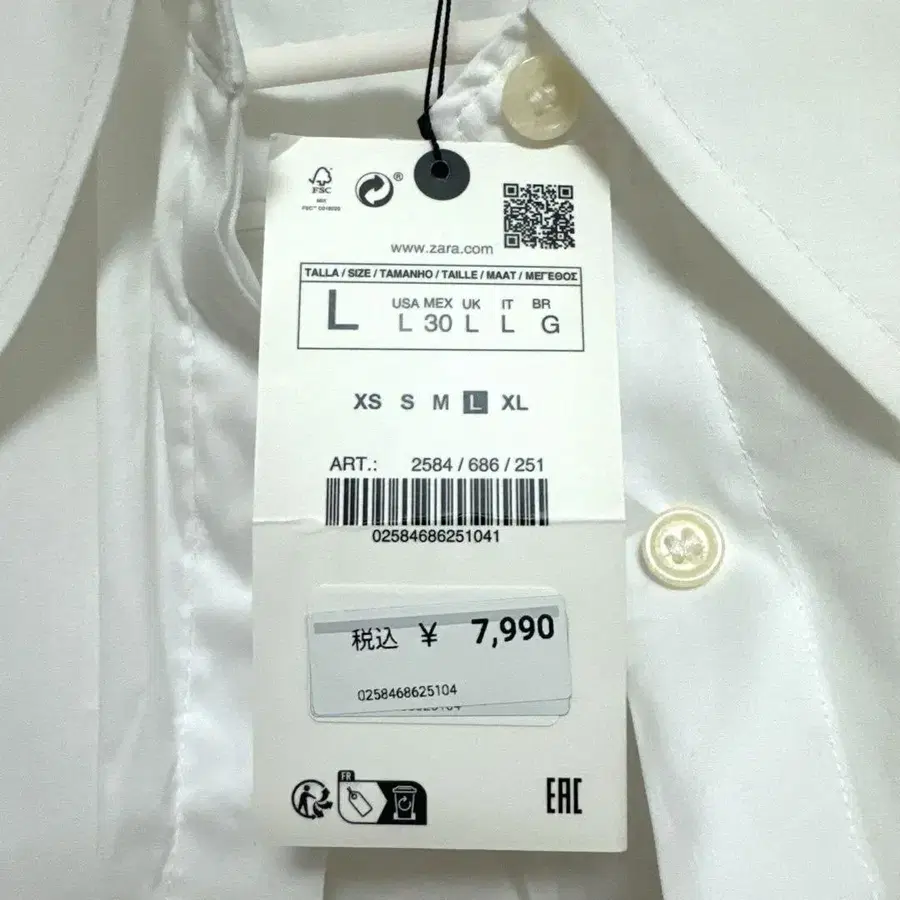 FSC
MIX
®
www.zara.com
TALLA / SIZE / TAMANHO / TAILLE / MAAT / ΜΕΓΕΘΟΣ
L
USA MEX UK IT BR
L 30 L L G
XS S M L XL
ART.: 2584 / 686 / 251
02584686251041
税込 ¥ 7,990
0258468625104
FR
EAC